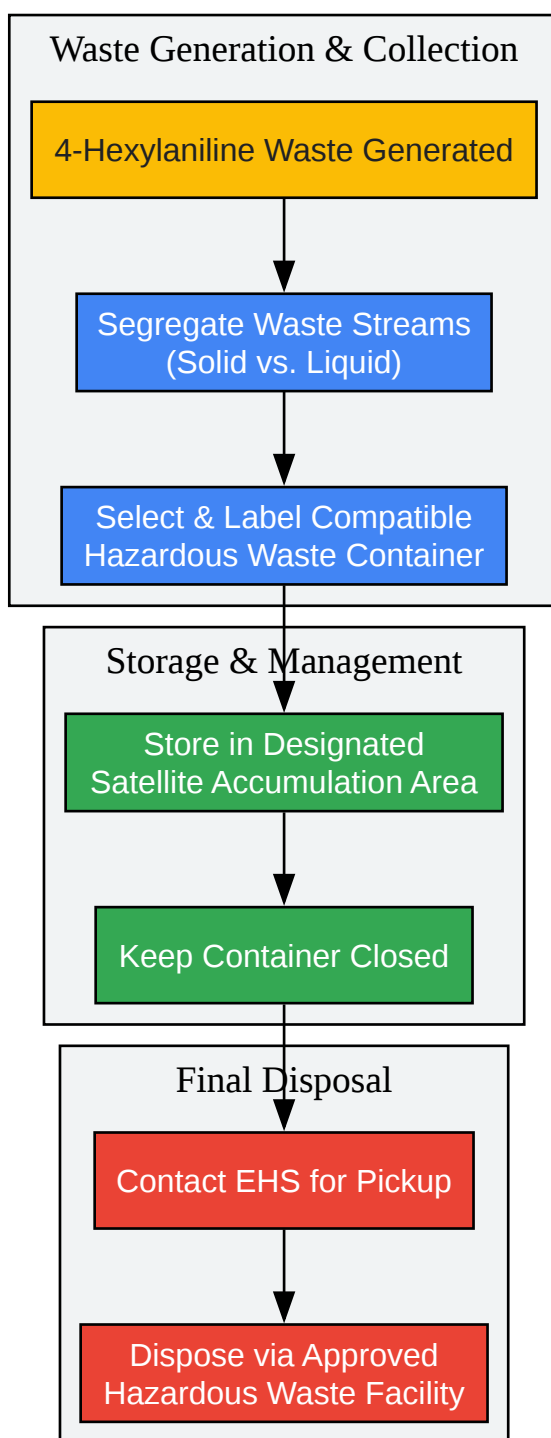 Waste Generation & Collection
4-Hexylaniline Waste Generated
Segregate Waste Streams
(Solid vs. Liquid)
Select & Label Compatible
Hazardous Waste Container
Storage & Management
Store in Designated
Satellite Accumulation Area
Keep Container Closed
Final Disposal
Contact EHS for Pickup
Dispose via Approved
Hazardous Waste Facility